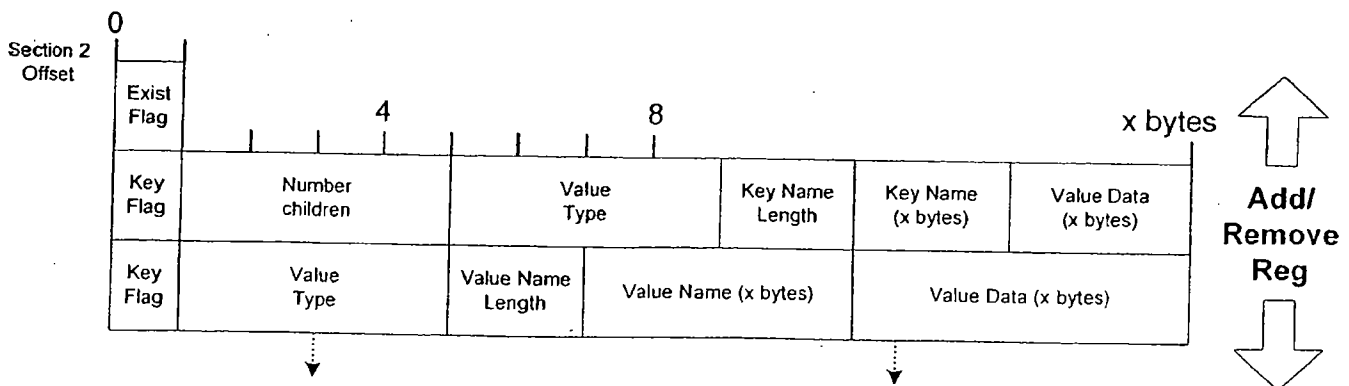 0
Section 2
Offset
Exist
Flag
4
8
x bytes
Key
Flag
Number
children
Value
Type
Key Name
Length
Key Name
(x bytes)
Value Data
(x bytes)
Add/
Remove
Reg
Key
Flag
Value
Type
Value Name
Length
Value Name (x bytes)
Value Data (x bytes)